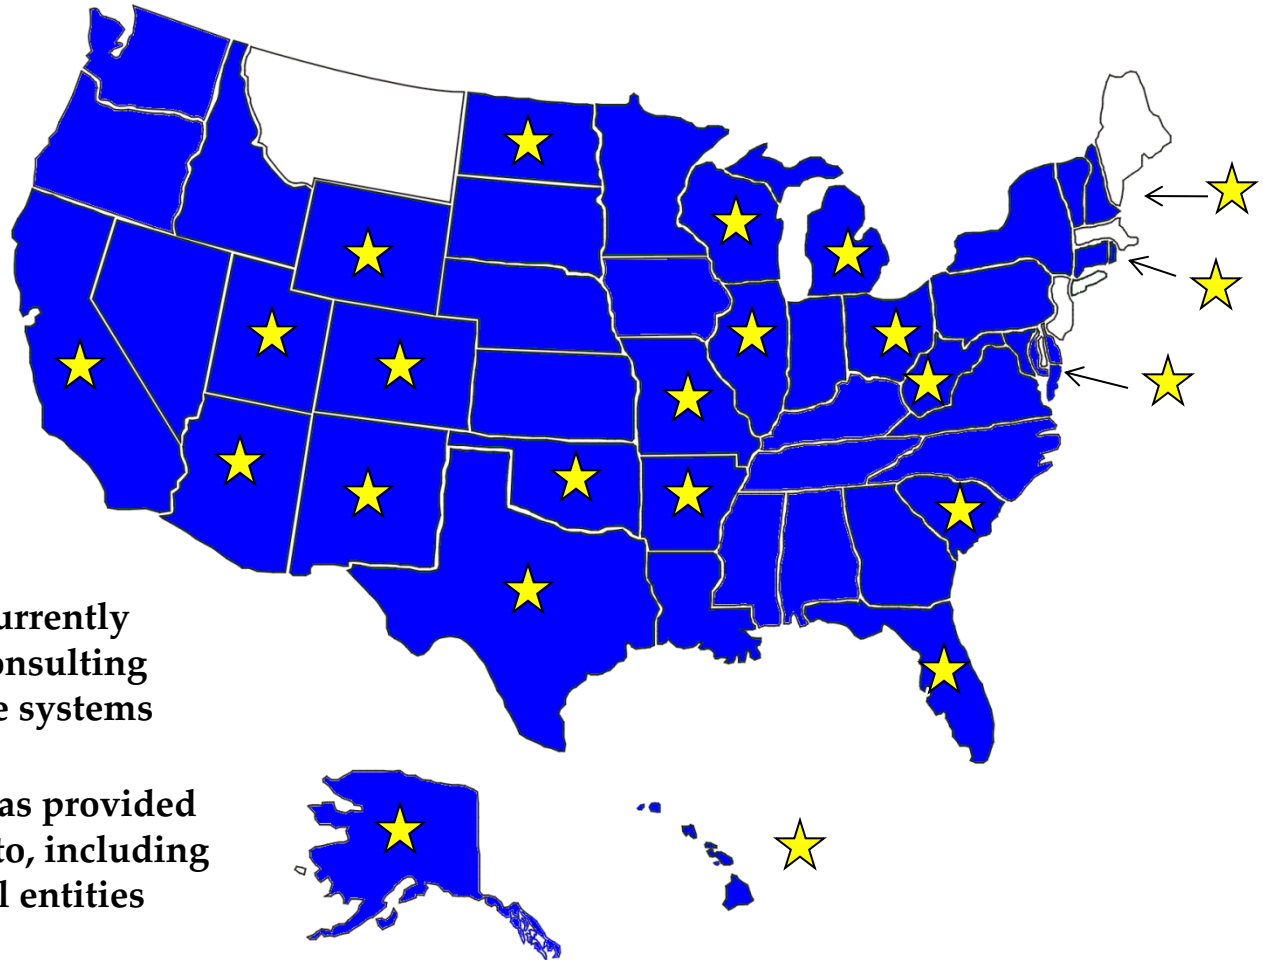 urrently
onsulting
e systems
as provided
to, including
l entities